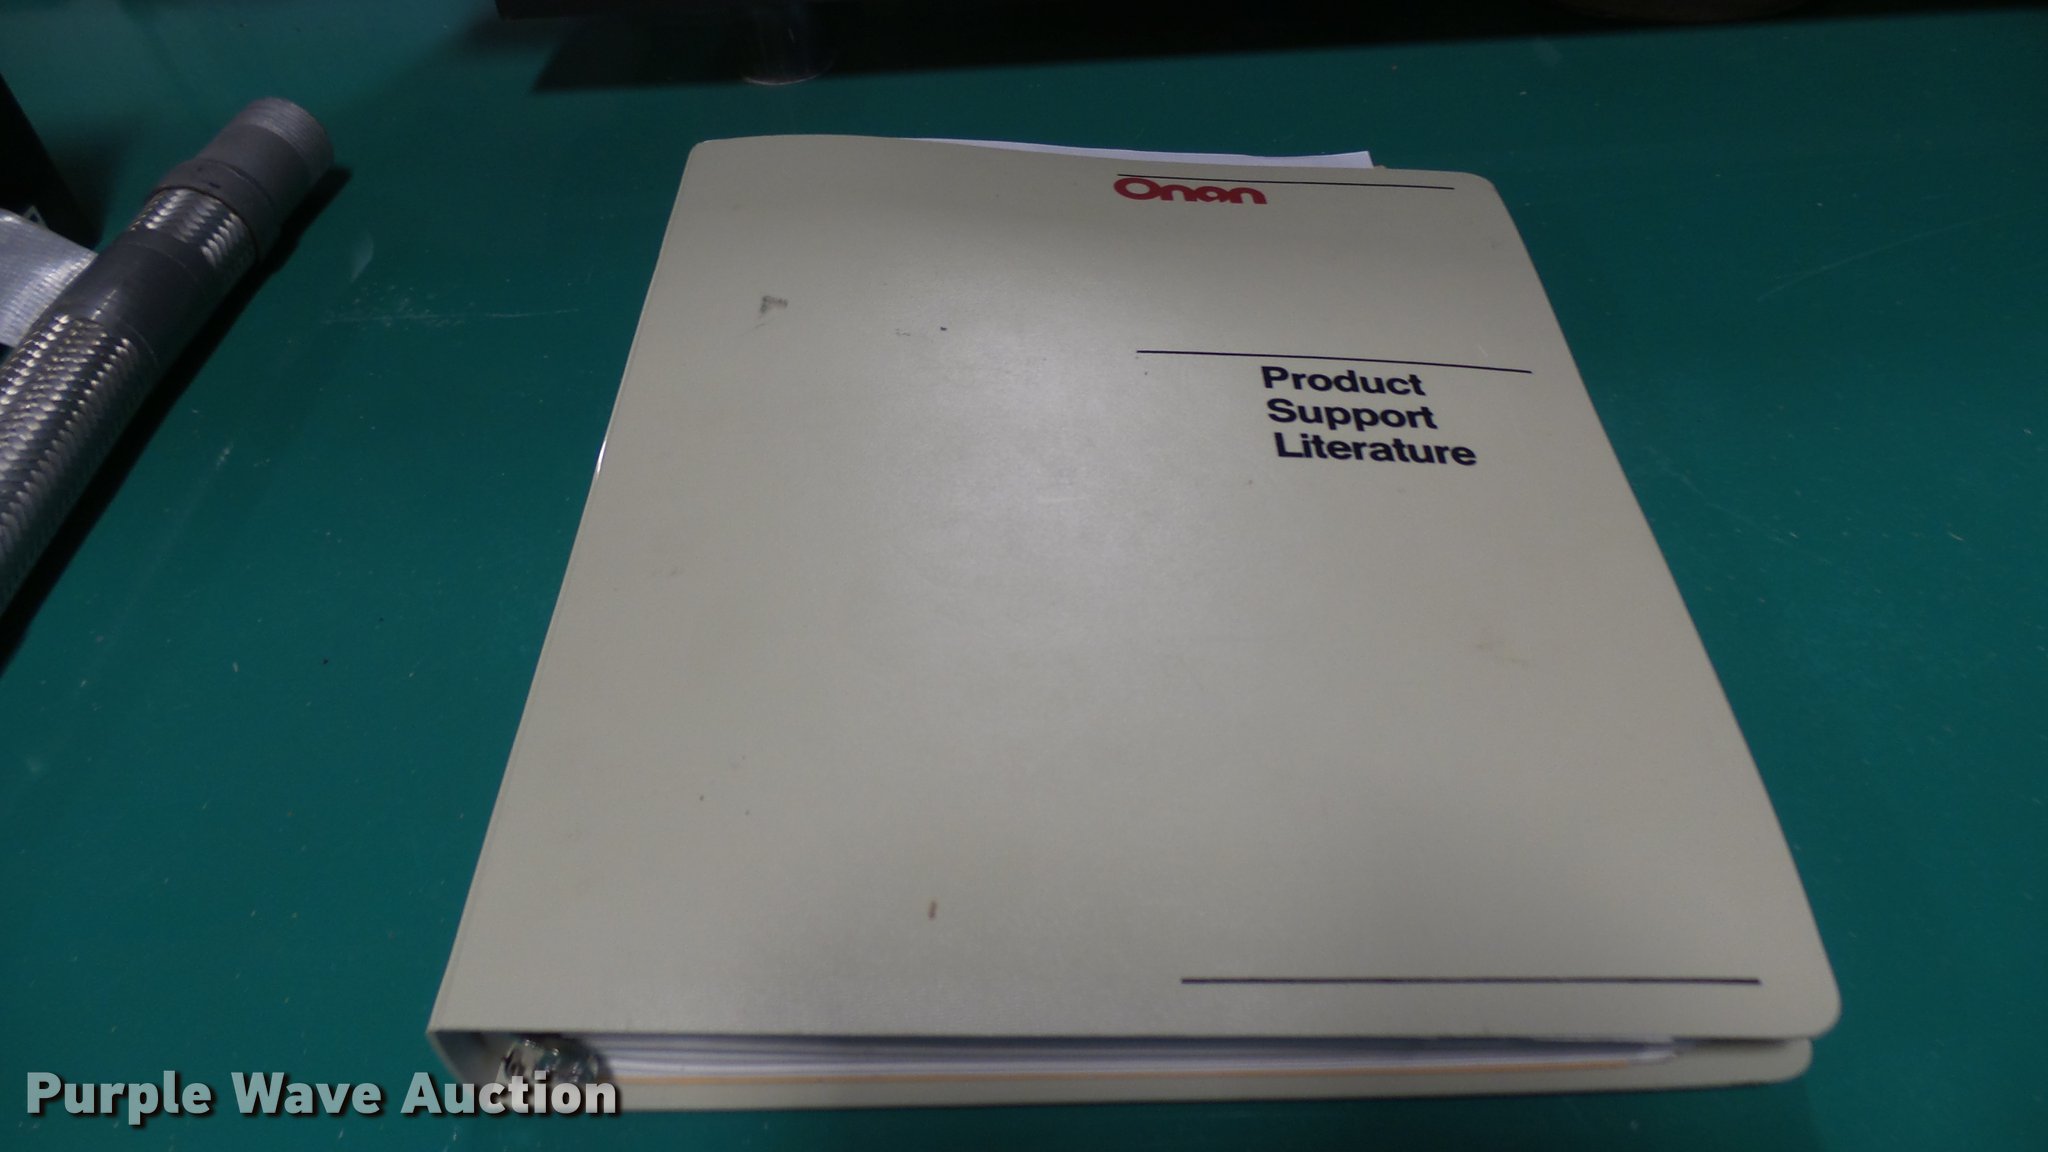 Onan
Product
Support
Literature
Purple Wave Auction